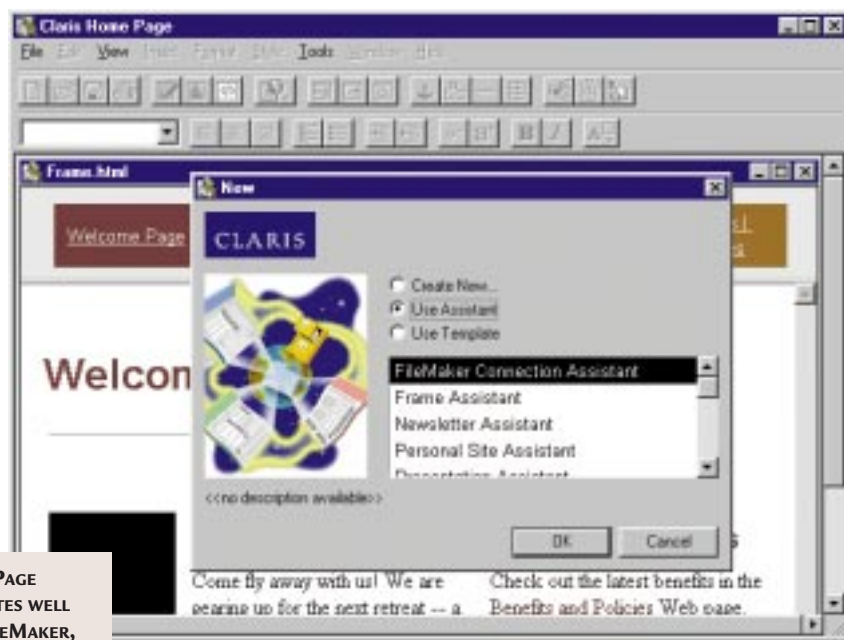 Claris Home Page
File Edit View Insert Format Style Tools Window Help
B I
Frame.html
New
Welcome Page
CLARIS
Create New...
Use Assistant
Use Template
Welcom
FileMaker Connection Assistant
Frame Assistant
Newsletter Assistant
Personal Site Assistant
Presentation Assistant
<<no description available>>
OK Cancel
Come fly away with us! We are
gearing up for the next retreat -- a
Check out the latest benefits in the
Benefits and Policies Web page.
PAGE
TES WELL
EMAKER,